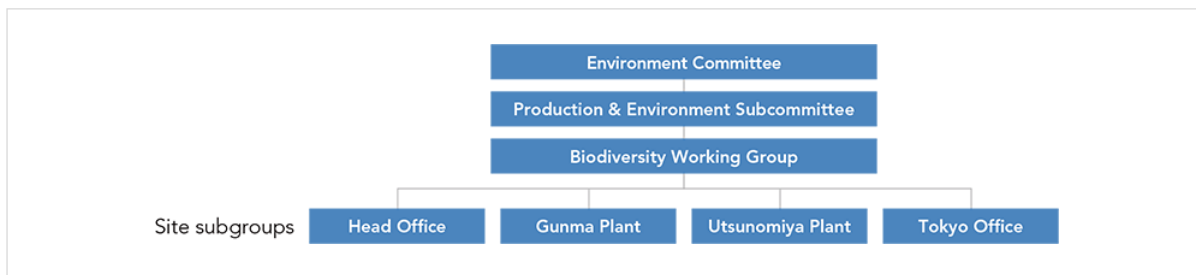 Environment Committee
Production & Environment Subcommittee
Biodiversity Working Group
Site subgroups
Head Office
Gunma Plant
Utsunomiya Plant
Tokyo Office